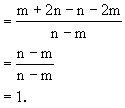 = m + 2n - n - 2m / n - m
= n - m / n - m
= 1.